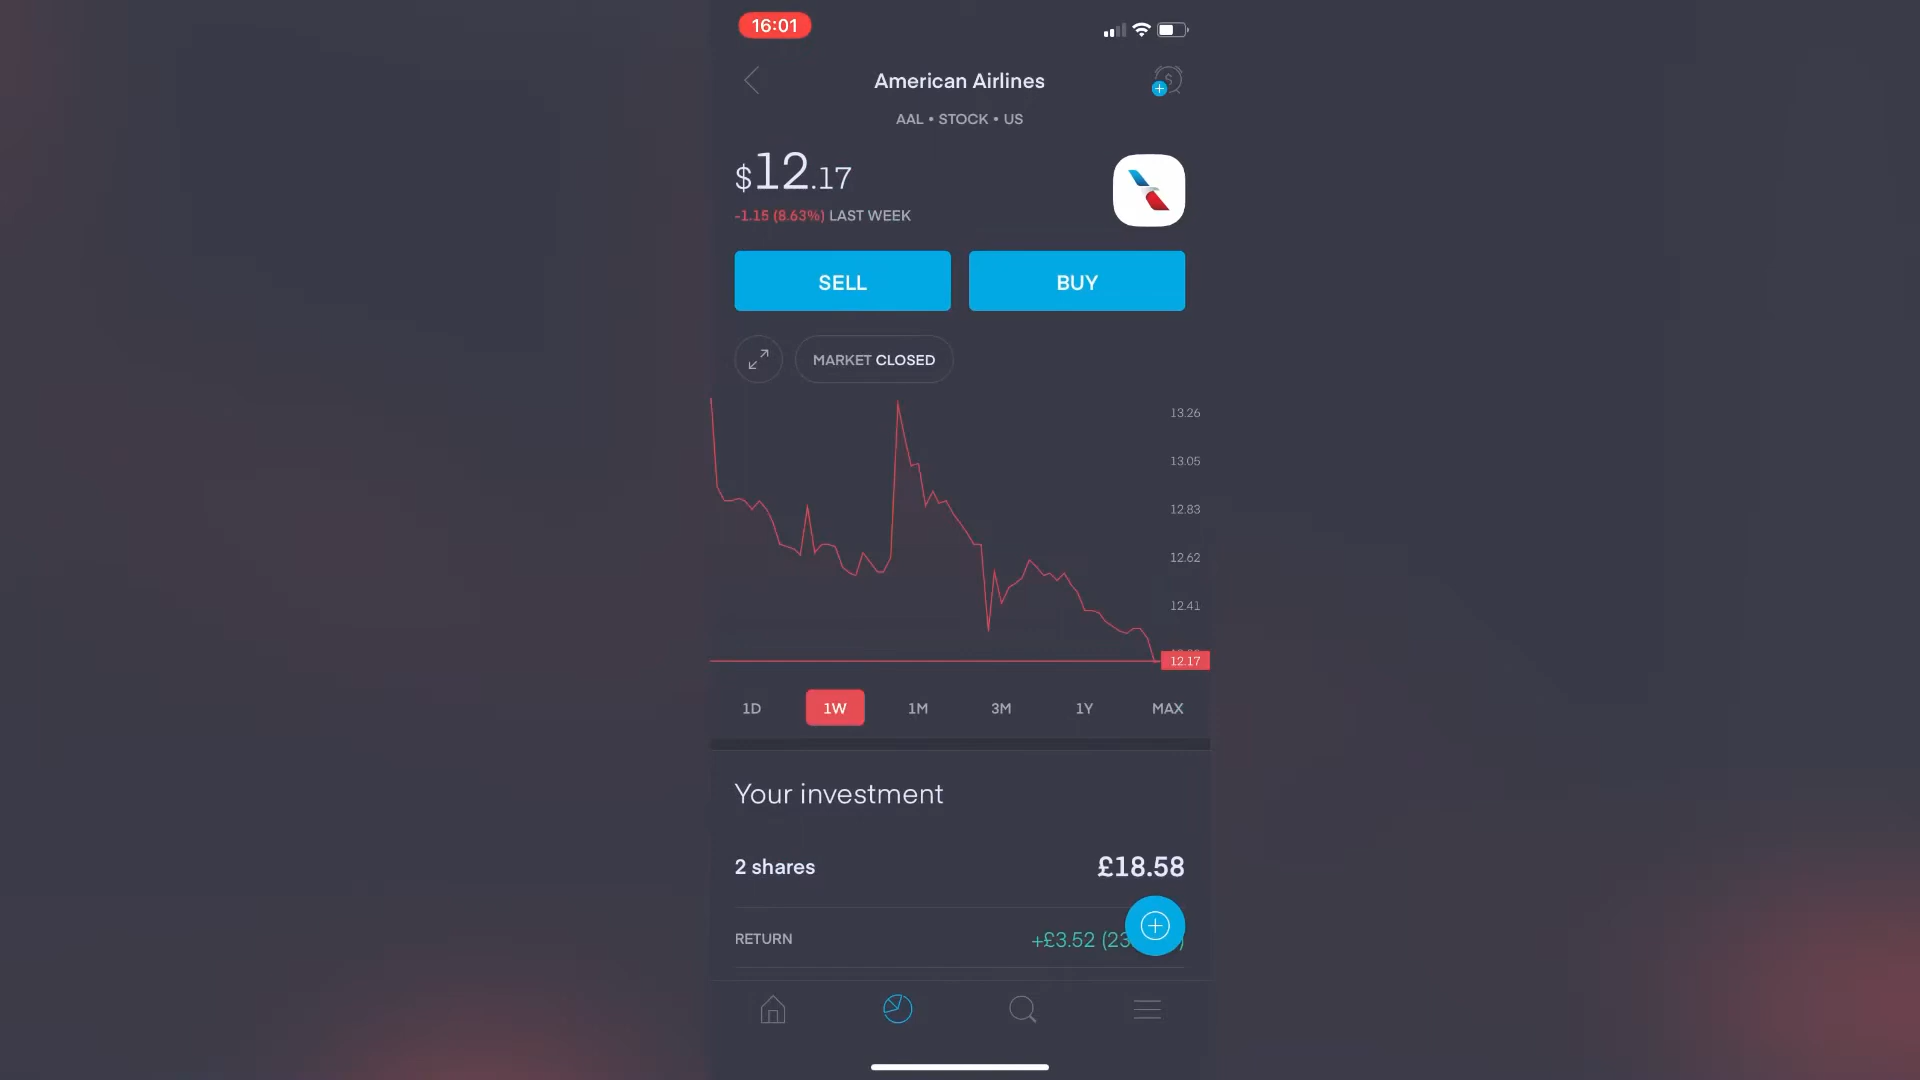 16:01
American Airlines
AAL • STOCK • US
$12.17
-1.15 (8.63%) LAST WEEK
SELL
BUY
MARKET CLOSED
13.26
13.05
12.83
12.62
12.41
12.17
1D
1W
1M
3M
1Y
MAX
Your investment
2 shares
£18.58
RETURN
+£3.52